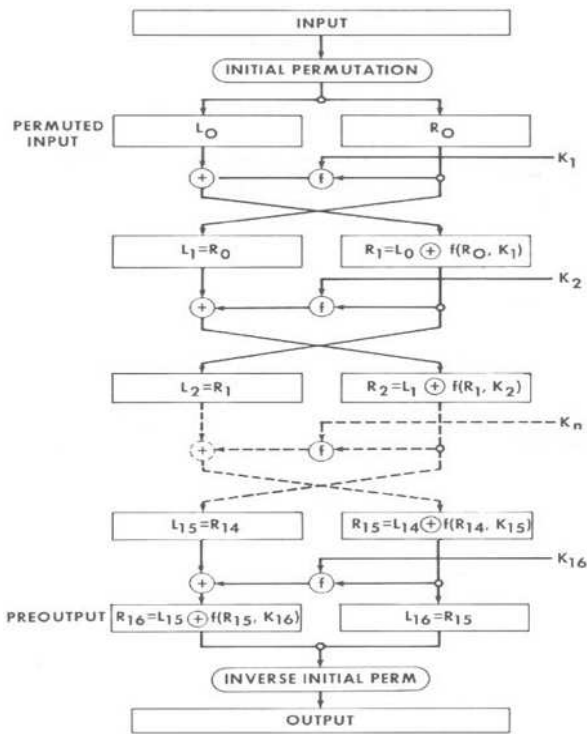 INPUT
INITIAL PERMUTATION
PERMUTED INPUT
L0
R0
K1
+
f
L1=R0
R1=L0 ⊕ f(R0, K1)
K2
+
f
L2=R1
R2=L1 ⊕ f(R1, K2)
Kn
+
f
L15=R14
R15=L14 ⊕ f(R14, K15)
K16
+
f
PREOUTPUT
R16=L15 ⊕ f(R15, K16)
L16=R15
INVERSE INITIAL PERM
OUTPUT